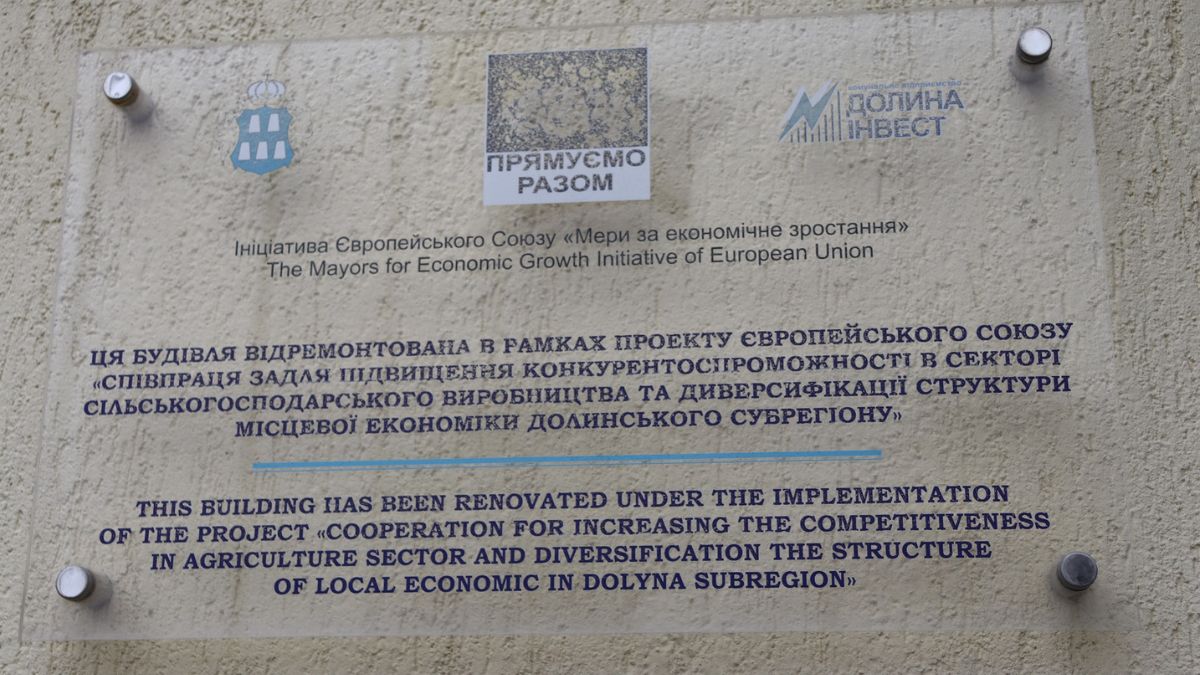 ПРЯМУЄМО
РАЗОМ
комунальне підприємство
ДОЛИНА
ІНВЕСТ
Ініціатива Європейського Союзу «Мери за економічне зростання»
The Mayors for Economic Growth Initiative of European Union
ЦЯ БУДІВЛЯ ВІДРЕМОНТОВАНА В РАМКАХ ПРОЕКТУ ЄВРОПЕЙСЬКОГО СОЮЗУ
«СПІВПРАЦЯ ЗАДЛЯ ПІДВИЩЕННЯ КОНКУРЕНТОСПРОМОЖНОСТІ В СЕКТОРІ
СІЛЬСЬКОГОСПОДАРСЬКОГО ВИРОБНИЦТВА ТА ДИВЕРСИФІКАЦІЇ СТРУКТУРИ
МІСЦЕВОЇ ЕКОНОМІКИ ДОЛИНСЬКОГО СУБРЕГІОНУ»
THIS BUILDING HAS BEEN RENOVATED UNDER THE IMPLEMENTATION
OF THE PROJECT «COOPERATION FOR INCREASING THE COMPETITIVENESS
IN AGRICULTURE SECTOR AND DIVERSIFICATION THE STRUCTURE
OF LOCAL ECONOMIC IN DOLYNA SUBREGION»